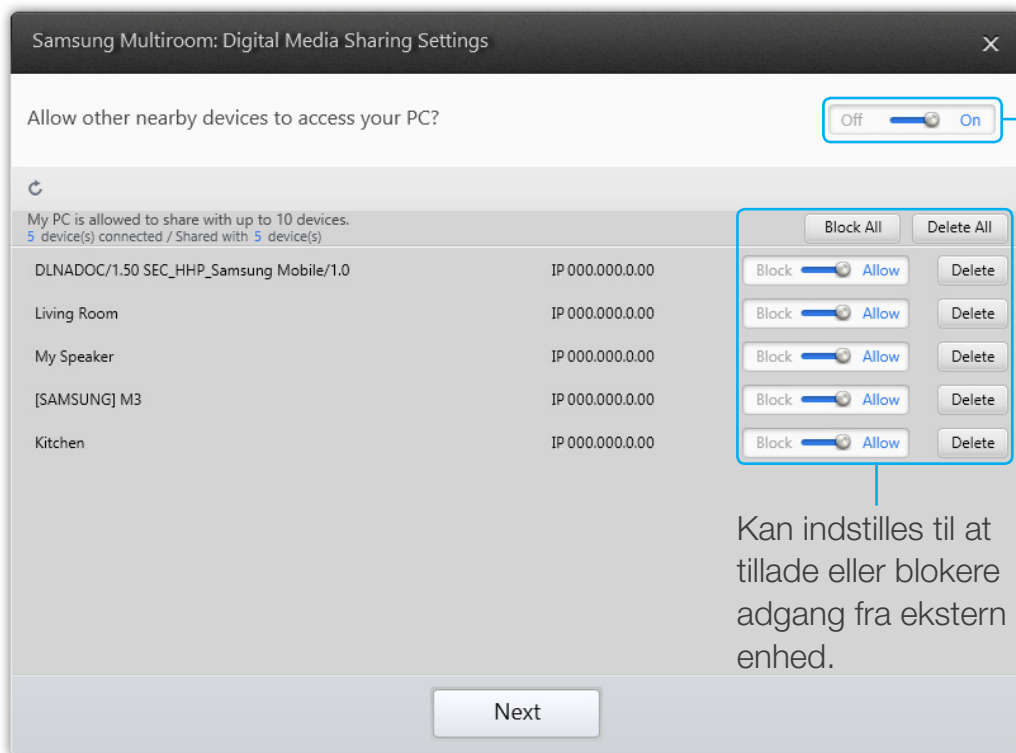 Samsung Multiroom: Digital Media Sharing Settings
Allow other nearby devices to access your PC?
Off On
My PC is allowed to share with up to 10 devices.
5 device(s) connected / Shared with 5 device(s)
Block All Delete All
DLNADOC/1.50 SEC_HHP_Samsung Mobile/1.0 IP 000.000.0.00 Block Allow Delete
Living Room IP 000.000.0.00 Block Allow Delete
My Speaker IP 000.000.0.00 Block Allow Delete
[SAMSUNG] M3 IP 000.000.0.00 Block Allow Delete
Kitchen IP 000.000.0.00 Block Allow Delete
Kan indstilles til at
tillade eller blokere
adgang fra ekstern
enhed.
Next